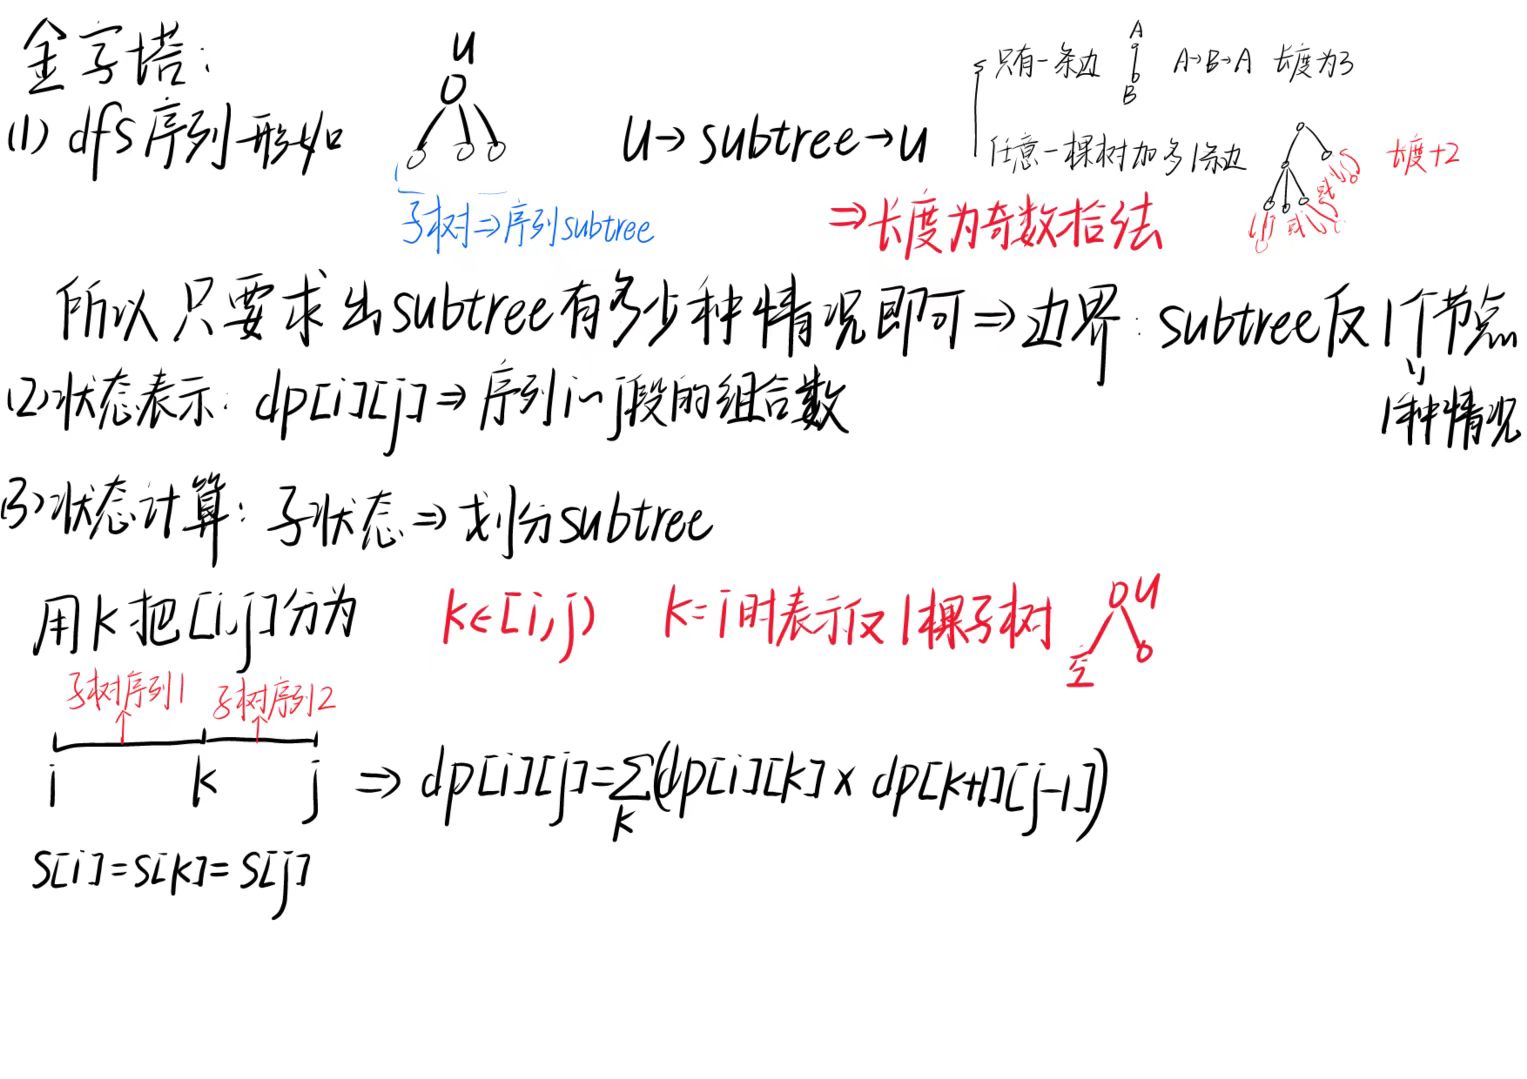 金字塔:
u
只有一条边 A B A→B→A 长度为3
(1) dfs序列形如 u→subtree→u 任意一棵树加多1条边 长度+2
子树⇒序列subtree
⇒长度为奇数才合法
或
所以只要求出subtree有多少种情况即可⇒边界:subtree仅1个节点
1种情况
(2)状态表示: dp[i][j]⇒序列i~j段的组合数
(3)状态计算: 子状态⇒划分subtree
用k把[i,j]分为 k∈[i,j) k=i时表示仅1棵子树 u 空
子树序列1 子树序列2
i k j ⇒ dp[i][j]=∑k(dp[i][k]×dp[k+1][j-1])
s[i]=s[k]=s[j]